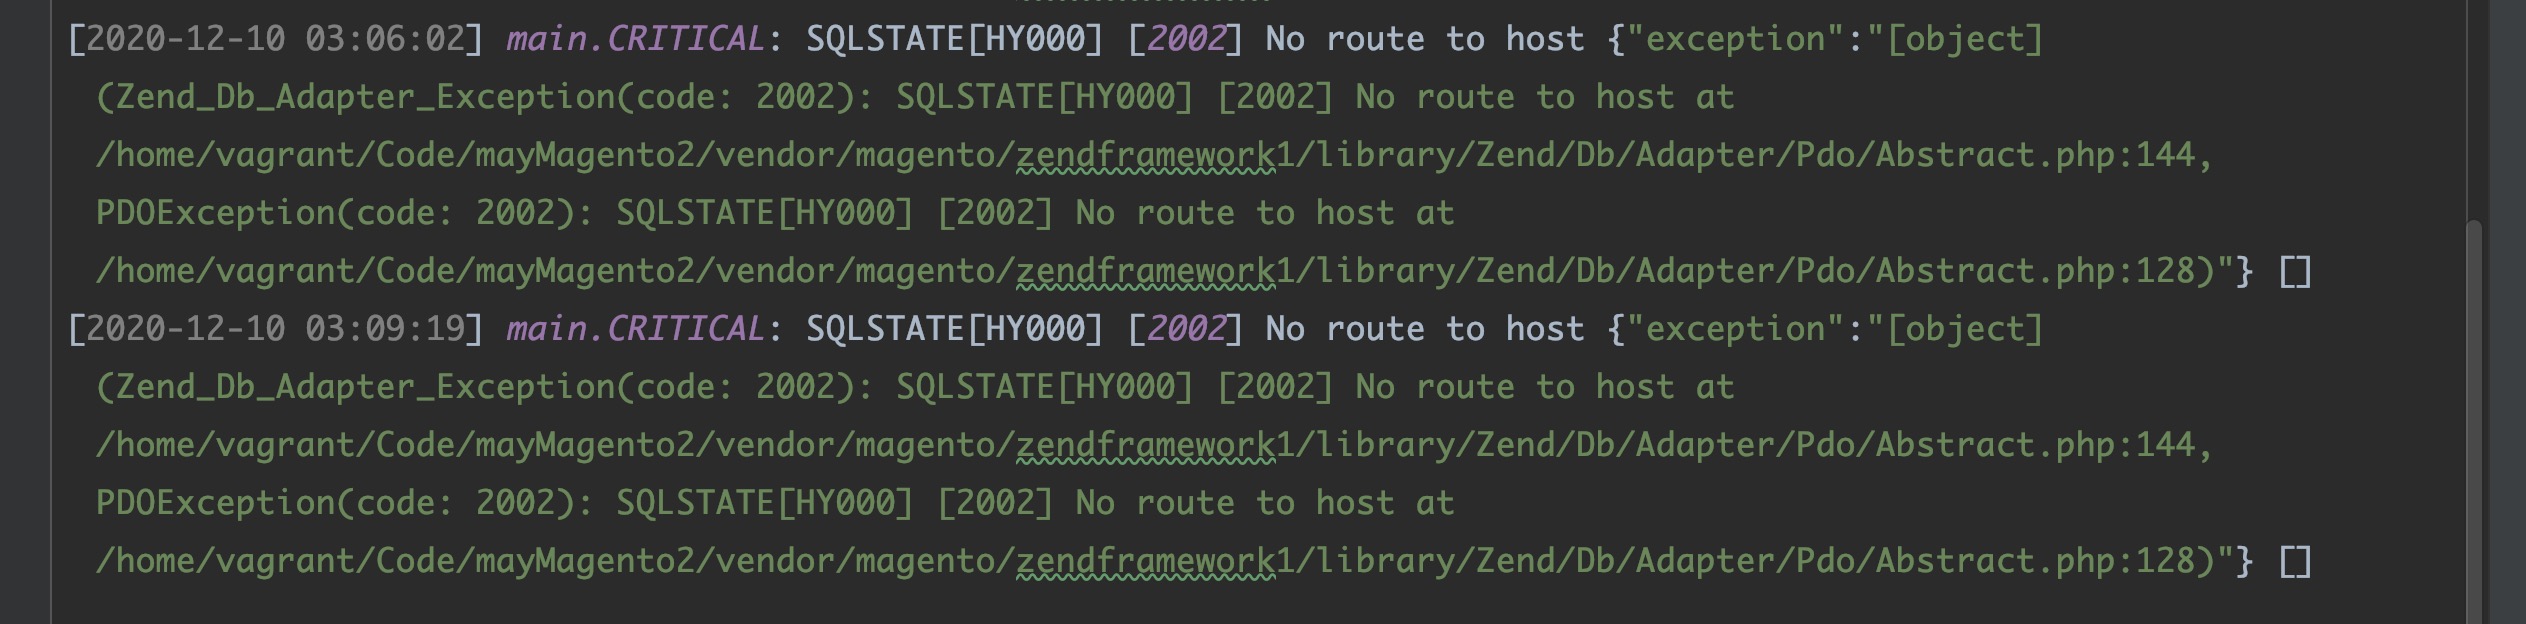 [2020-12-10 03:06:02] main.CRITICAL: SQLSTATE[HY000] [2002] No route to host {"exception":"[object]
(Zend_Db_Adapter_Exception(code: 2002): SQLSTATE[HY000] [2002] No route to host at
/home/vagrant/Code/mayMagento2/vendor/magento/zendframework1/library/Zend/Db/Adapter/Pdo/Abstract.php:144,
PDOException(code: 2002): SQLSTATE[HY000] [2002] No route to host at
/home/vagrant/Code/mayMagento2/vendor/magento/zendframework1/library/Zend/Db/Adapter/Pdo/Abstract.php:128)"} []
[2020-12-10 03:09:19] main.CRITICAL: SQLSTATE[HY000] [2002] No route to host {"exception":"[object]
(Zend_Db_Adapter_Exception(code: 2002): SQLSTATE[HY000] [2002] No route to host at
/home/vagrant/Code/mayMagento2/vendor/magento/zendframework1/library/Zend/Db/Adapter/Pdo/Abstract.php:144,
PDOException(code: 2002): SQLSTATE[HY000] [2002] No route to host at
/home/vagrant/Code/mayMagento2/vendor/magento/zendframework1/library/Zend/Db/Adapter/Pdo/Abstract.php:128)"} []